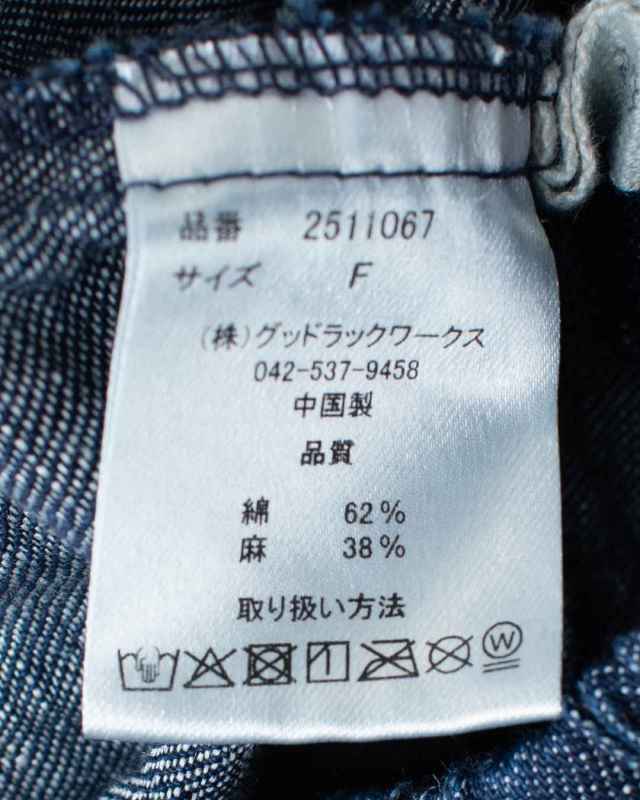 品番 2511067
サイズ F
(株)グッドラックワークス
042-537-9458
中国製
品質
綿 62%
麻 38%
取り扱い方法
W